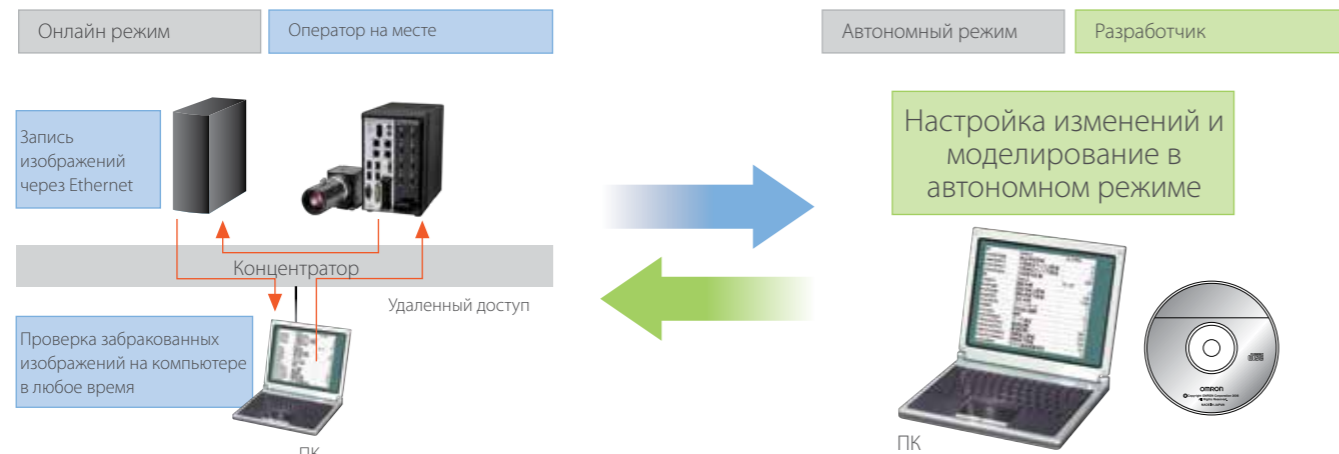 Онлайн режим
Оператор на месте
Автономный режим
Разработчик
Запись
изображений
через Ethernet
Настройка изменений и
моделирование в
автономном режиме
Концентратор
Удаленный доступ
Проверка забракованных
изображений на компьютере
в любое время
OMRON
ПК
ПК